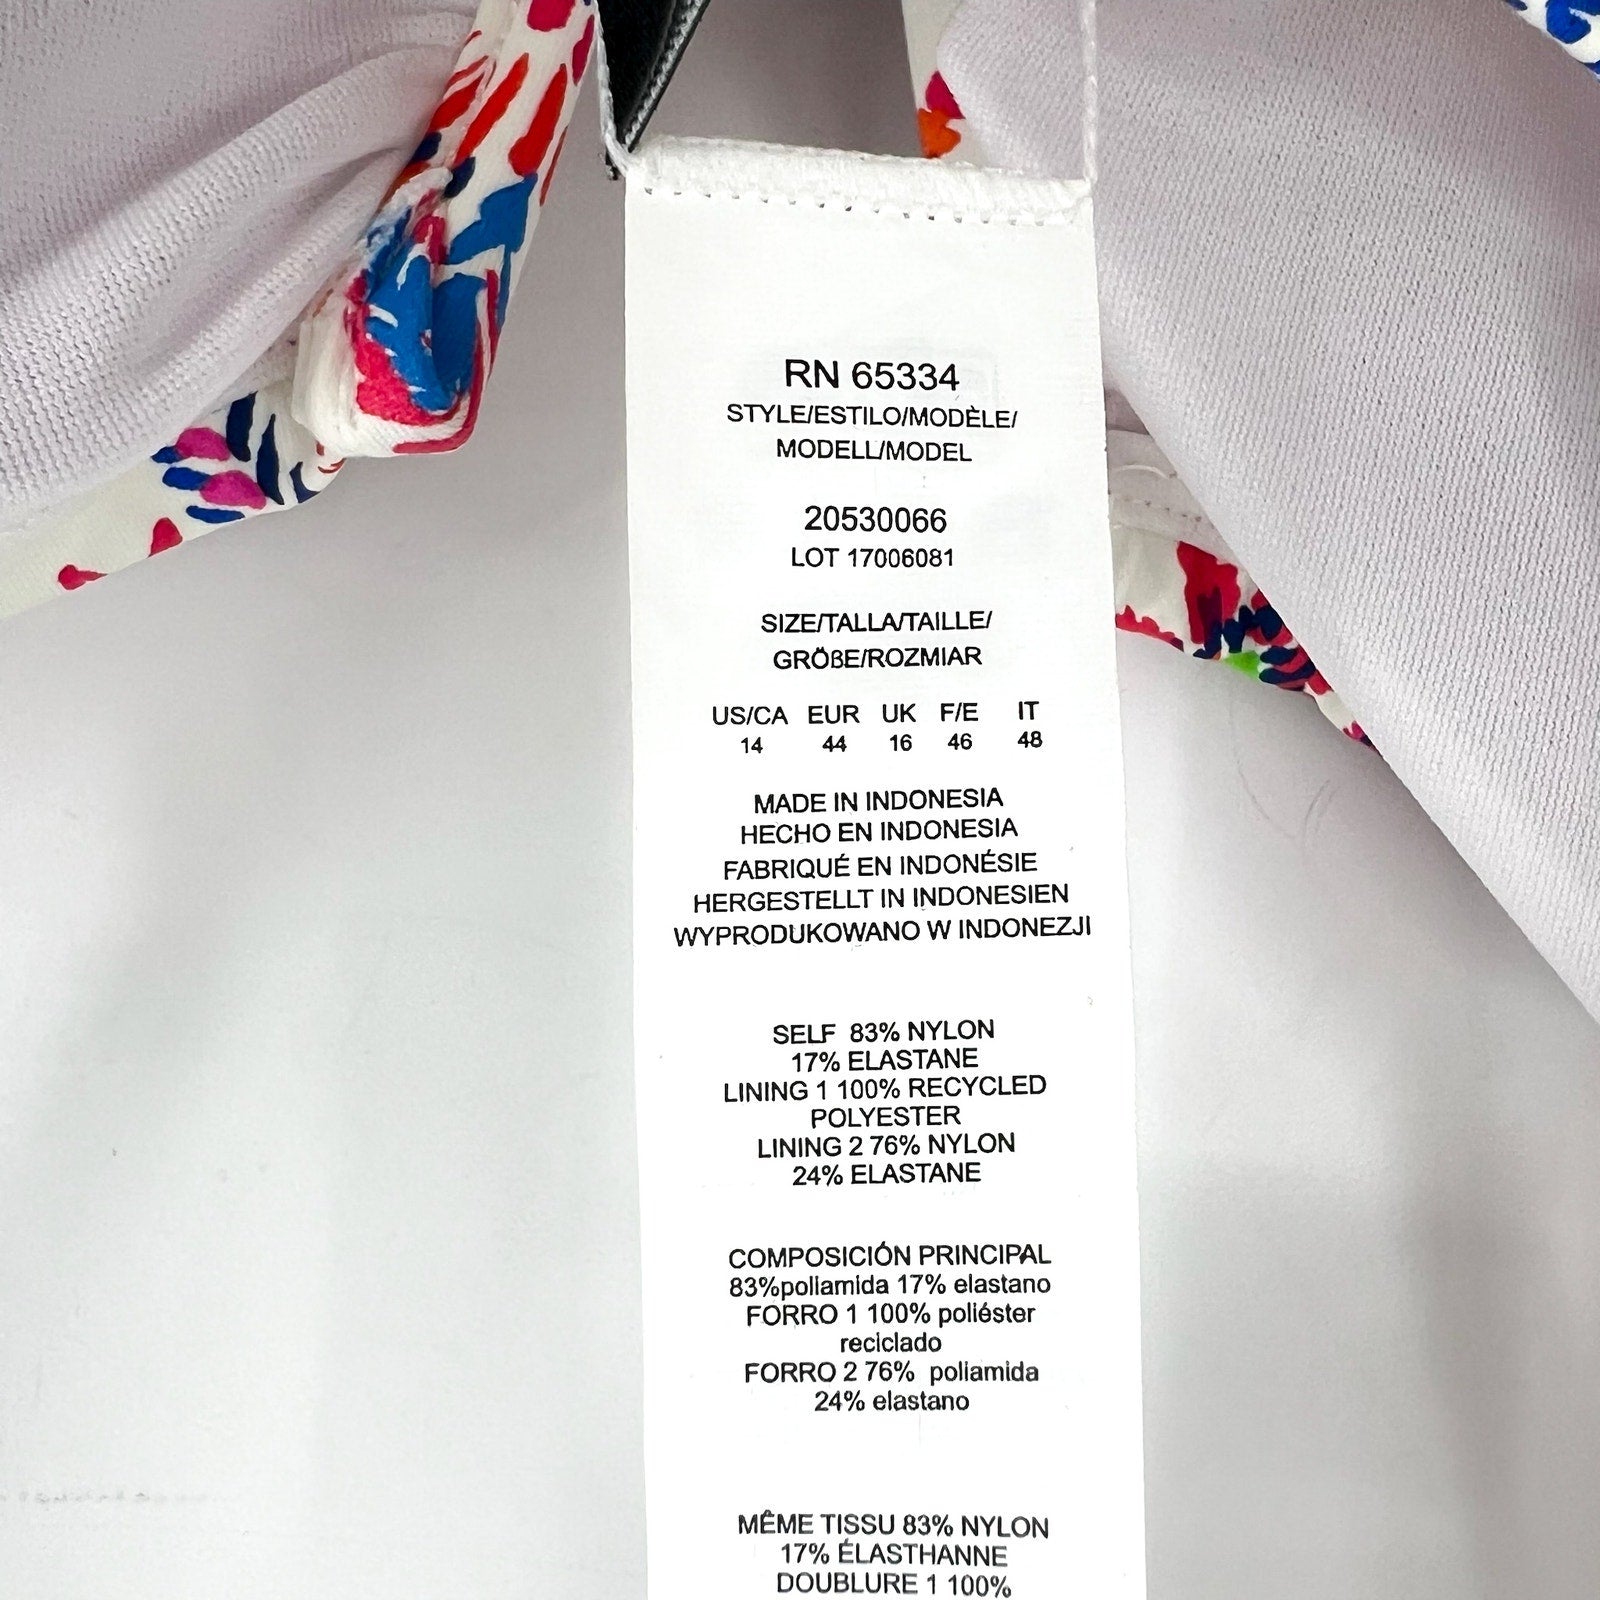 RN 65334
STYLE/ESTILO/MODÈLE/
MODELL/MODEL
20530066
LOT 17006081
SIZE/TALLA/TAILLE/
GRÖßE/ROZMIAR
US/CA EUR UK F/E IT
14 44 16 46 48
MADE IN INDONESIA
HECHO EN INDONESIA
FABRIQUÉ EN INDONÉSIE
HERGESTELLT IN INDONESIEN
WYPRODUKOWANO W INDONEZJI
SELF 83% NYLON
17% ELASTANE
LINING 1 100% RECYCLED
POLYESTER
LINING 2 76% NYLON
24% ELASTANE
COMPOSICIÓN PRINCIPAL
83%poliamida 17% elastano
FORRO 1 100% poliéster
reciclado
FORRO 2 76% poliamida
24% elastano
MÊME TISSU 83% NYLON
17% ÉLASTHANNE
DOUBLURE 1 100%